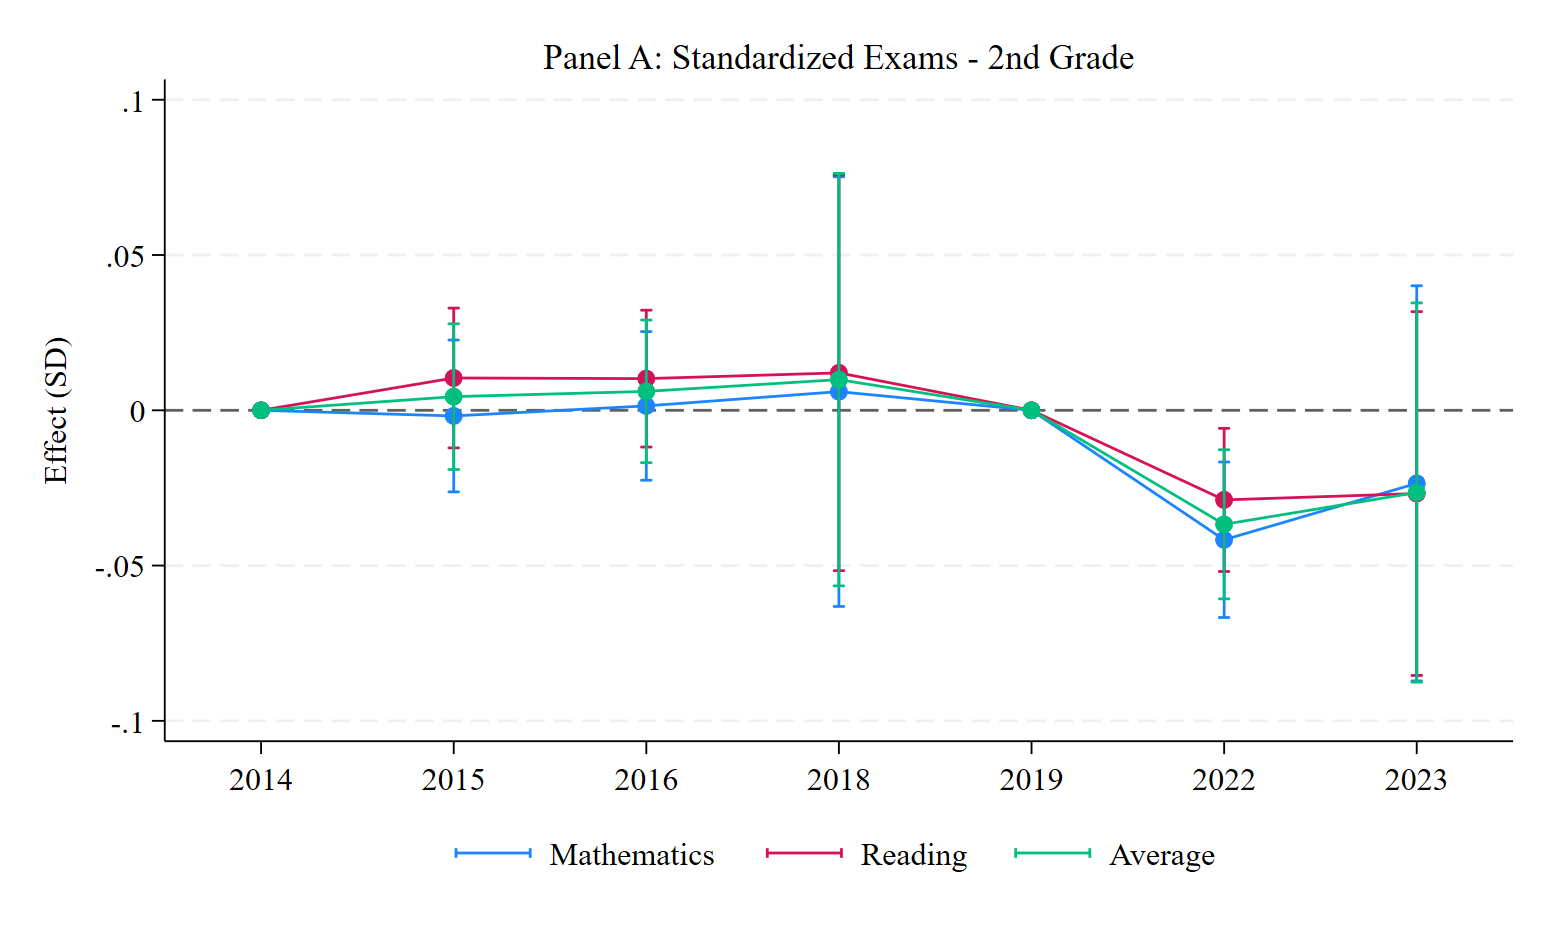 Panel A: Standardized Exams - 2nd Grade
Effect (SD)
.1
.05
0
-.05
-.1
2014 2015 2016 2018 2019 2022 2023
Mathematics Reading Average